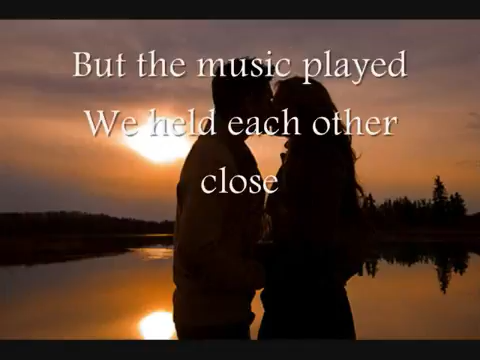 But the music played
We held each other
close